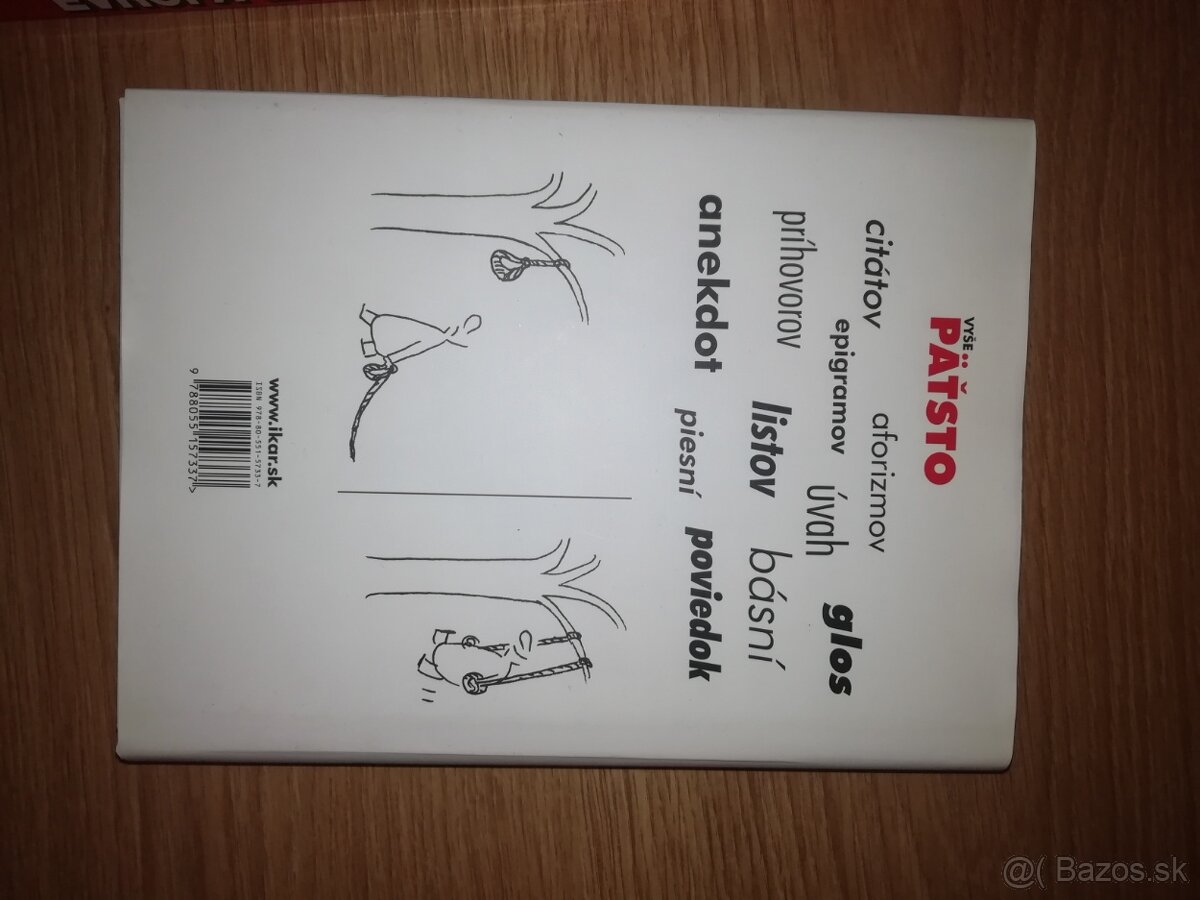 VYŠE
PÄŤSTO
citátov aforizmov
epigramov glos
príhovorov úvah
listov básní
anekdot piesní poviedok
www.ikar.sk
ISBN 978-80-551-5733-7
9 788055 157337 >
@( Bazos.sk